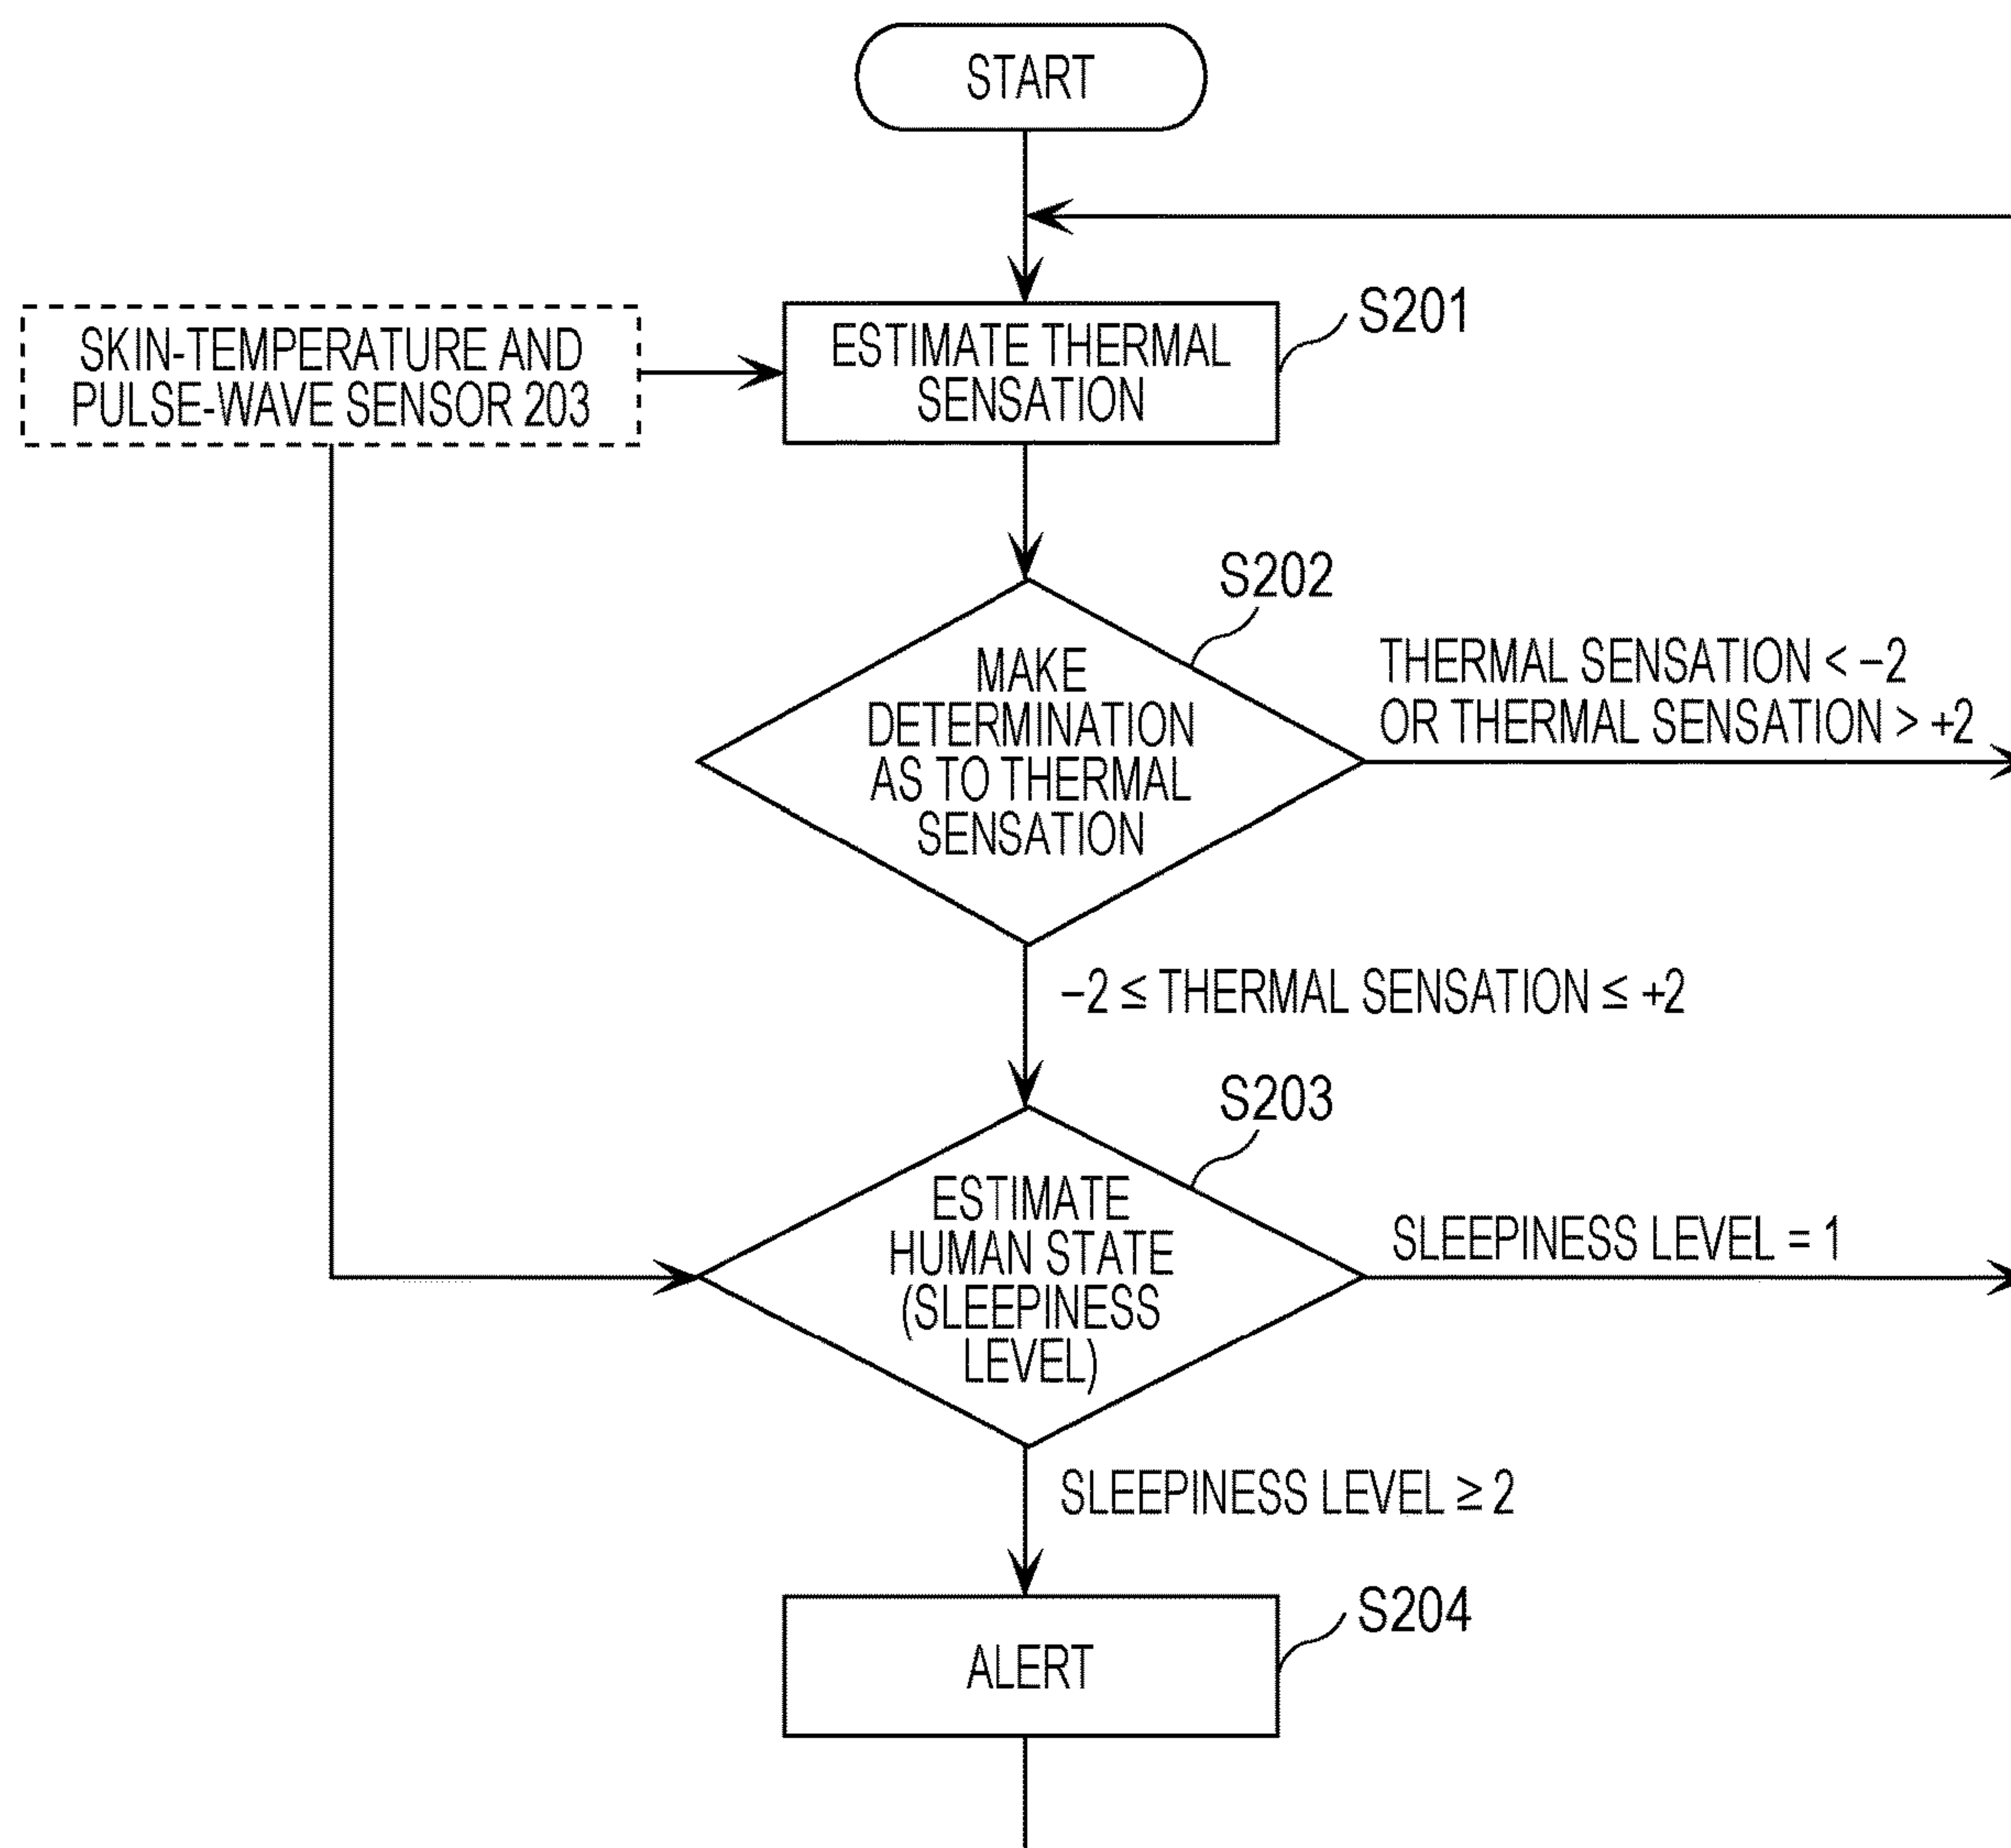 START
SKIN-TEMPERATURE AND
PULSE-WAVE SENSOR 203
ESTIMATE THERMAL
SENSATION
S201
S202
MAKE
DETERMINATION
AS TO THERMAL
SENSATION
THERMAL SENSATION < –2
OR THERMAL SENSATION > +2
–2 ≤ THERMAL SENSATION ≤ +2
S203
ESTIMATE
HUMAN STATE
(SLEEPINESS
LEVEL)
SLEEPINESS LEVEL = 1
SLEEPINESS LEVEL ≥ 2
S204
ALERT